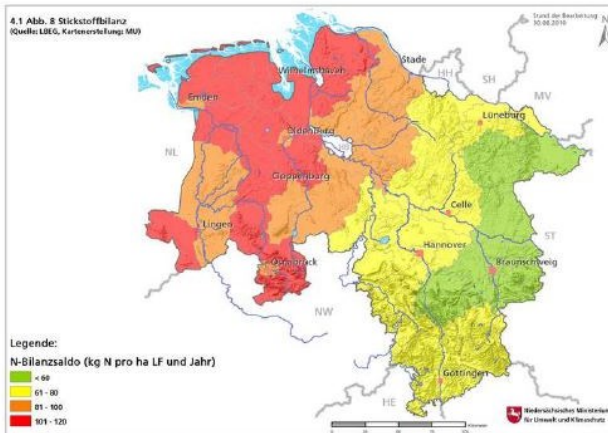 4.1 Abb. 8 Stickstoffbilanz
(Quelle: LBEG, Kartenerstellung: MU)
Stand der Bearbeitung
30.08.2010
Stade
HH
SH
MV
Wilhelmshaven
Emden
Lüneburg
Oldenburg
HB
NL
Cloppenburg
Celle
Lingen
ST
Hannover
Osnabrück
Braunschweig
NW
Göttingen
HE
Legende:
N-Bilanzsaldo (kg N pro ha LF und Jahr)
< 60
61 - 80
81 - 100
101 - 120
Niedersächsisches Ministerium
für Umwelt und Klimaschutz